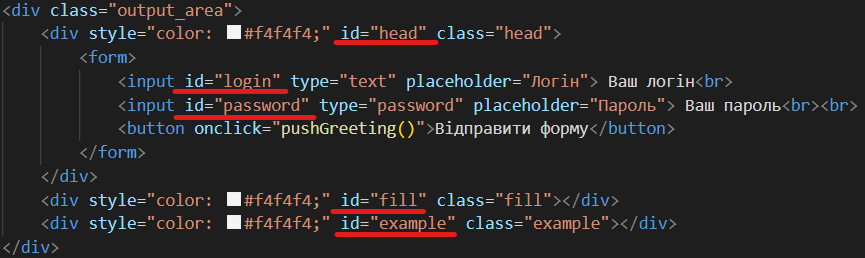 <div class="output_area">
<div style="color: #f4f4f4;" id="head" class="head">
<form>
<input id="login" type="text" placeholder="Логін"> Ваш логін<br>
<input id="password" type="password" placeholder="Пароль"> Ваш пароль<br><br>
<button onclick="pushGreeting()">Відправити форму</button>
</form>
</div>
<div style="color: #f4f4f4;" id="fill" class="fill"></div>
<div style="color: #f4f4f4;" id="example" class="example"></div>
</div>